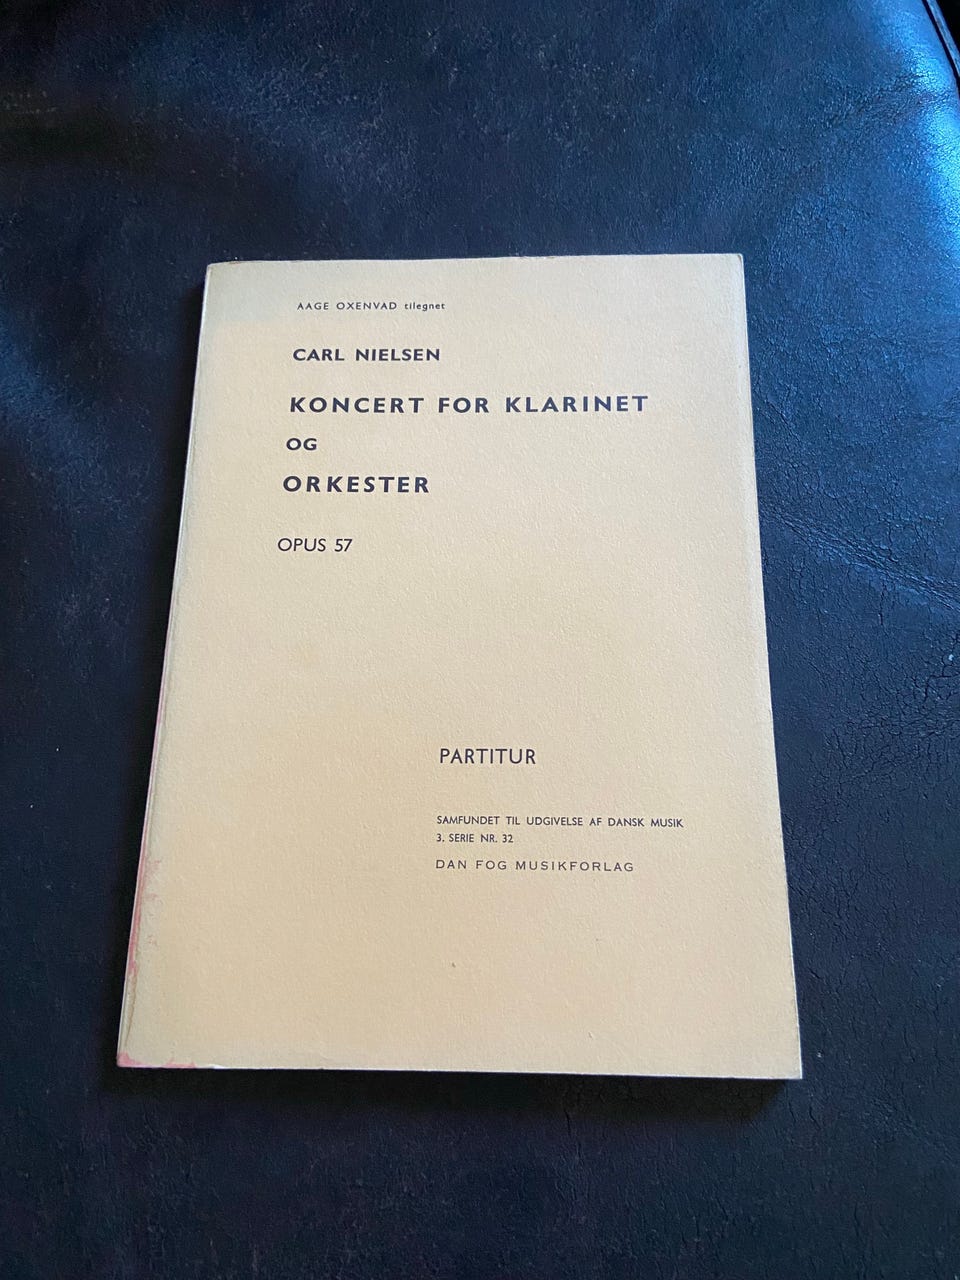 AAGE OXENVAD tilegnet
CARL NIELSEN
KONCERT FOR KLARINET
OG
ORKESTER
OPUS 57
PARTITUR
SAMFUNDET TIL UDGIVELSE AF DANSK MUSIK
3. SERIE NR. 32
DAN FOG MUSIKFORLAG